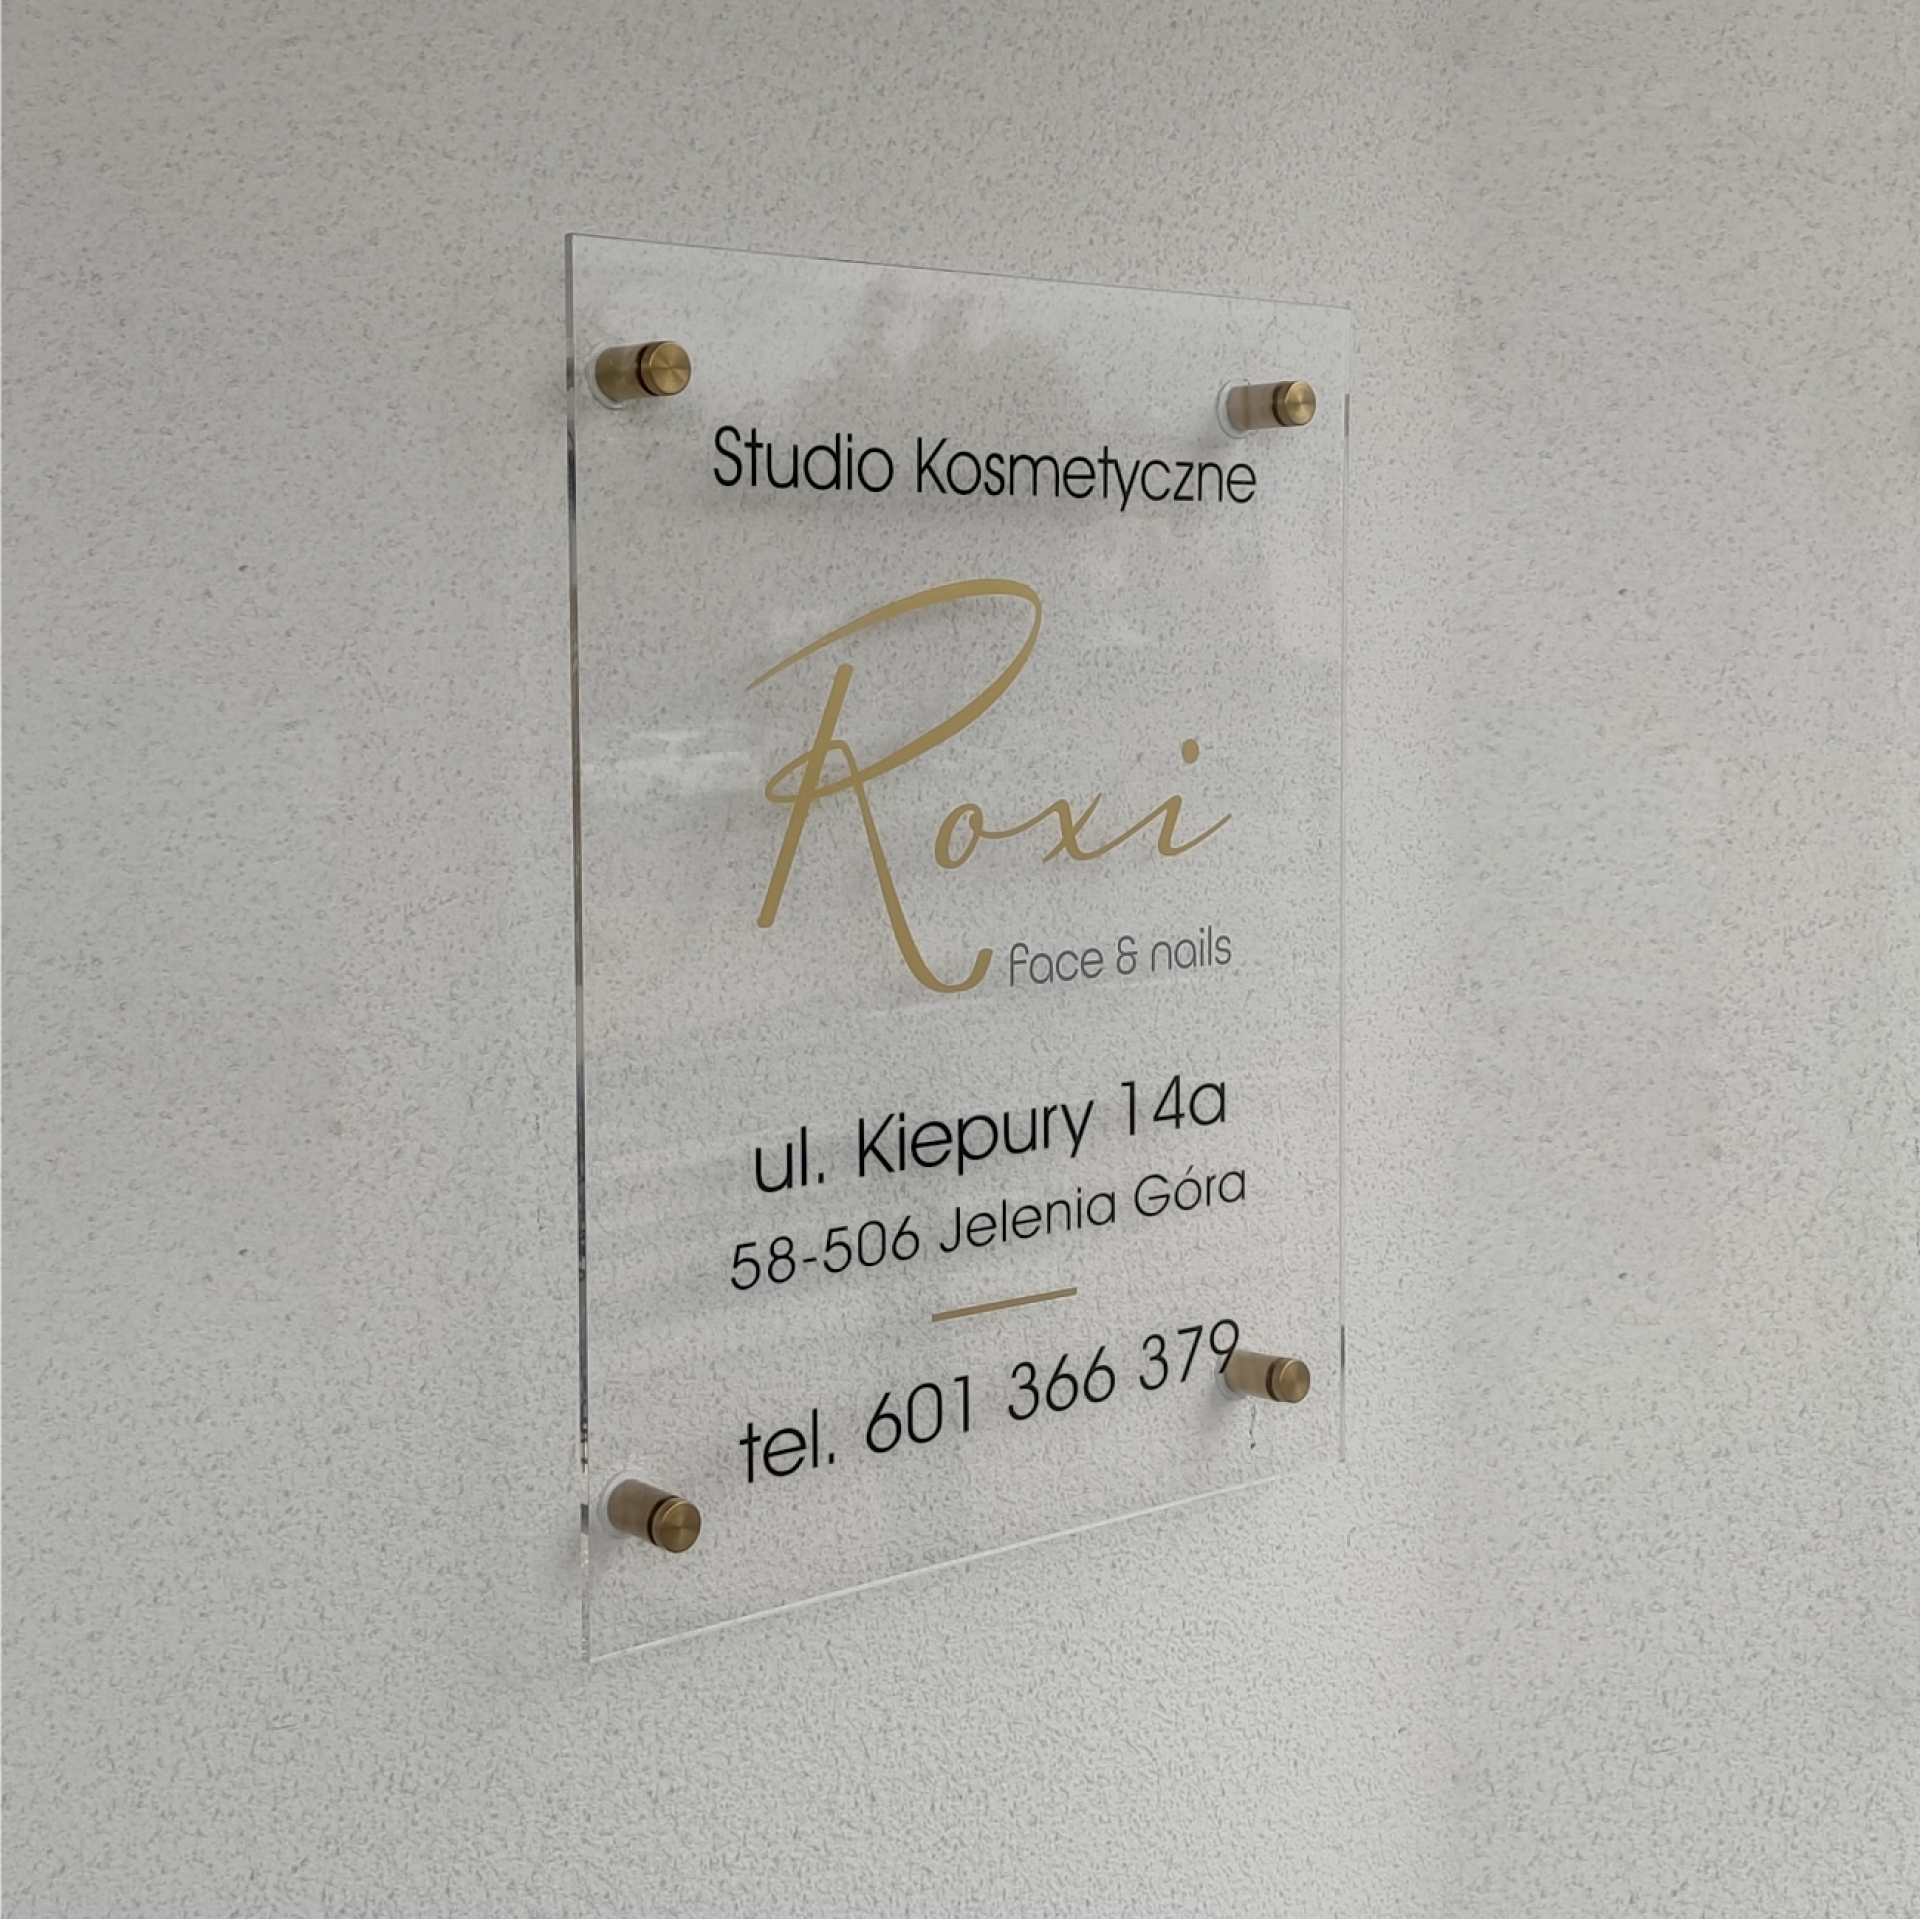 Studio Kosmetyczne
Roxi
face & nails
ul. Kiepury 14a
58-506 Jelenia Góra
tel. 601 366 379